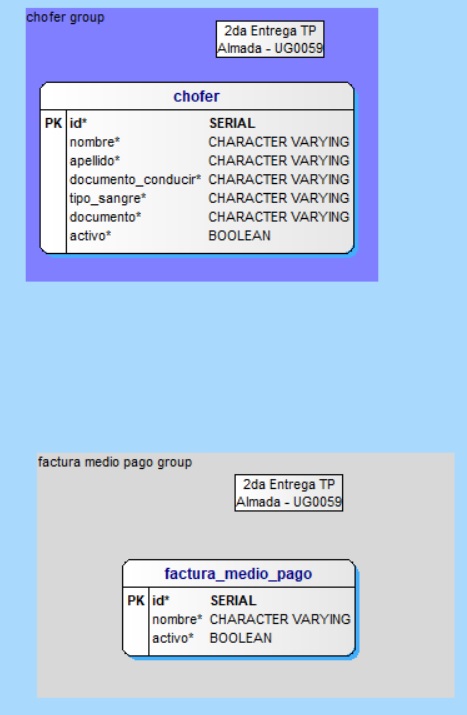 chofer group
2da Entrega TP
Almada - UG0059
chofer
PK id* SERIAL
nombre* CHARACTER VARYING
apellido* CHARACTER VARYING
documento_conducir* CHARACTER VARYING
tipo_sangre* CHARACTER VARYING
documento* CHARACTER VARYING
activo* BOOLEAN
factura medio pago group
2da Entrega TP
Almada - UG0059
factura_medio_pago
PK id* SERIAL
nombre* CHARACTER VARYING
activo* BOOLEAN